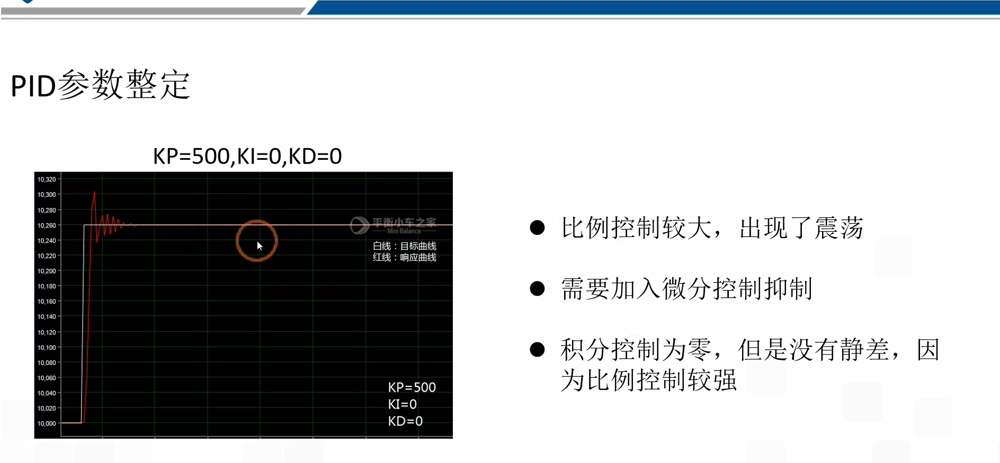 PID参数整定
KP=500,KI=0,KD=0
10,320
10,300
10,280
10,260
10,240
10,220
10,200
10,180
10,160
10,140
10,120
10,100
10,080
10,060
10,040
10,020
10,000
平衡小车之家
Mini Balance
白线：目标曲线
红线：响应曲线
KP=500
KI=0
KD=0
● 比例控制较大，出现了震荡
● 需要加入微分控制抑制
● 积分控制为零，但是没有静差，因
为比例控制较强